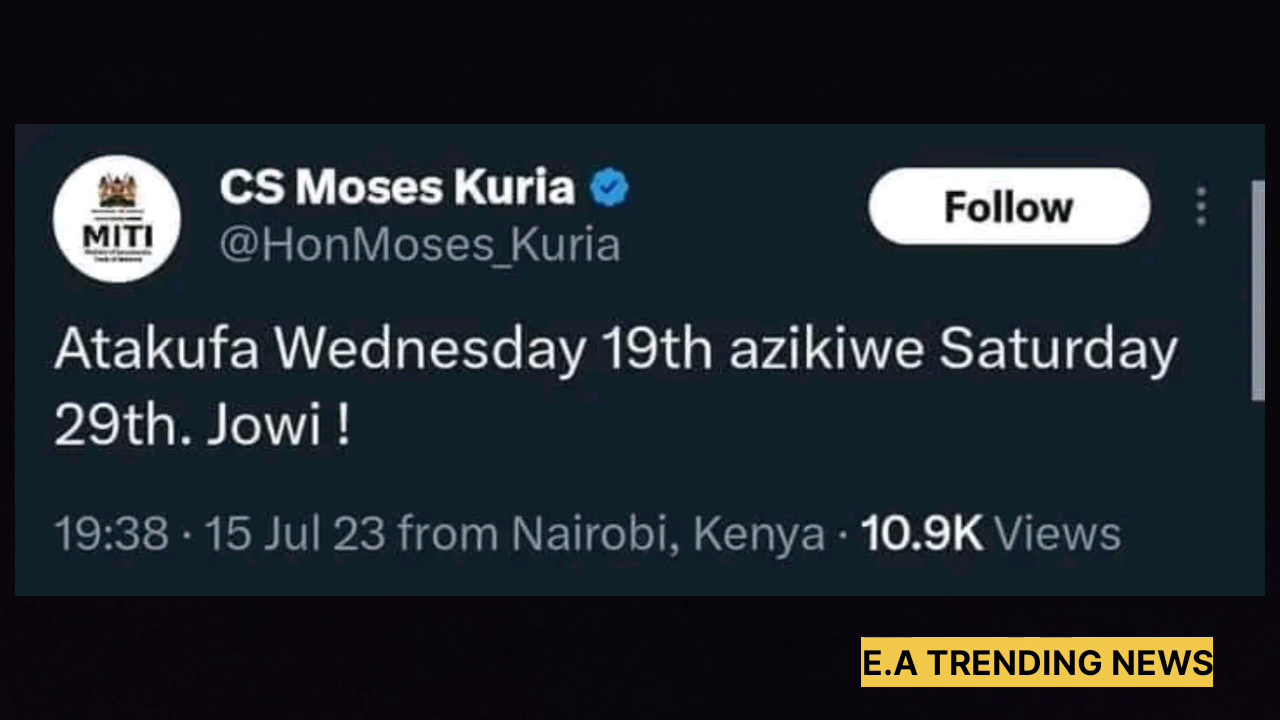 CS Moses Kuria
Follow
@HonMoses_Kuria
MITI
Atakufa Wednesday 19th azikiwe Saturday
29th. Jowi !
19:38 · 15 Jul 23 from Nairobi, Kenya · 10.9K Views
E.A TRENDING NEWS